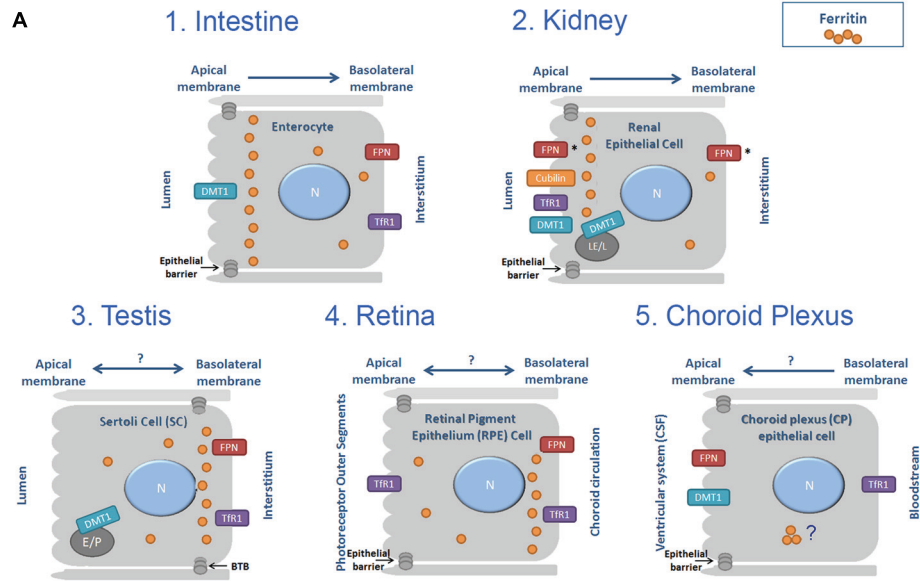 A
1. Intestine
2. Kidney
Ferritin
Apical
membrane
Basolateral
membrane
Enterocyte
Lumen
DMT1
N
FPN
TfR1
Interstitium
Epithelial
barrier
Apical
membrane
Basolateral
membrane
Renal
Epithelial Cell
Lumen
FPN *
Cubilin
TfR1
DMT1
DMT1
LE/L
N
FPN *
Interstitium
Epithelial
barrier
3. Testis
4. Retina
5. Choroid Plexus
Apical
membrane
?
Basolateral
membrane
Sertoli Cell (SC)
Lumen
N
DMT1
E/P
FPN
TfR1
Interstitium
BTB
Apical
membrane
?
Basolateral
membrane
Retinal Pigment
Epithelium (RPE) Cell
Photoreceptor Outer Segments
TfR1
N
FPN
TfR1
Choroid circulation
Epithelial
barrier
Apical
membrane
?
Basolateral
membrane
Choroid plexus (CP)
epithelial cell
Ventricular system (CSF)
FPN
DMT1
N
TfR1
?
Bloodstream
Epithelial
barrier